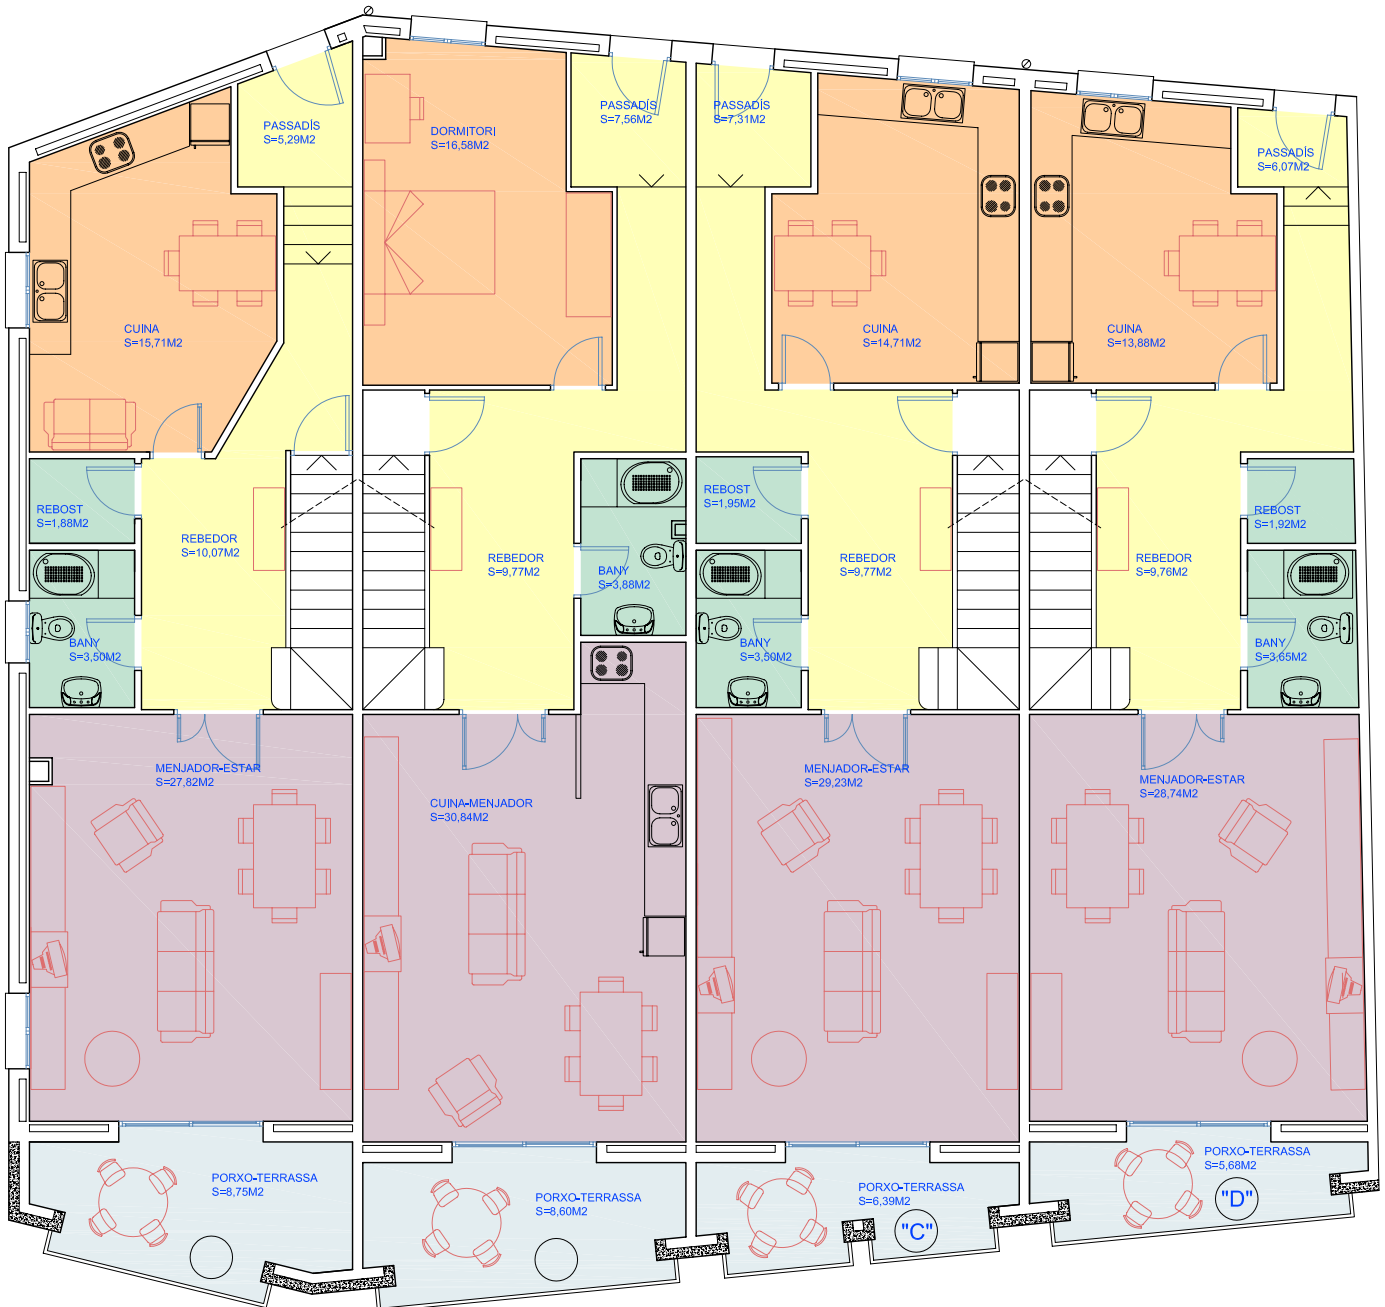 PASSADÍS
S=5,29M2
DORMITORI
S=16,58M2
PASSADÍS
S=7,56M2
PASSADÍS
S=7,31M2
PASSADÍS
S=6,07M2
CUINA
S=15,71M2
CUINA
S=14,71M2
CUINA
S=13,88M2
REBOST
S=1,88M2
REBEDOR
S=10,07M2
REBEDOR
S=9,77M2
BANY
S=3,88M2
REBOST
S=1,95M2
REBEDOR
S=9,77M2
REBEDOR
S=9,76M2
REBOST
S=1,92M2
BANY
S=3,50M2
BANY
S=3,50M2
BANY
S=3,65M2
MENJADOR-ESTAR
S=27,82M2
CUINA-MENJADOR
S=30,84M2
MENJADOR-ESTAR
S=29,23M2
MENJADOR-ESTAR
S=28,74M2
PORXO-TERRASSA
S=8,75M2
PORXO-TERRASSA
S=8,60M2
PORXO-TERRASSA
S=6,39M2
"C"
PORXO-TERRASSA
S=5,68M2
"D"